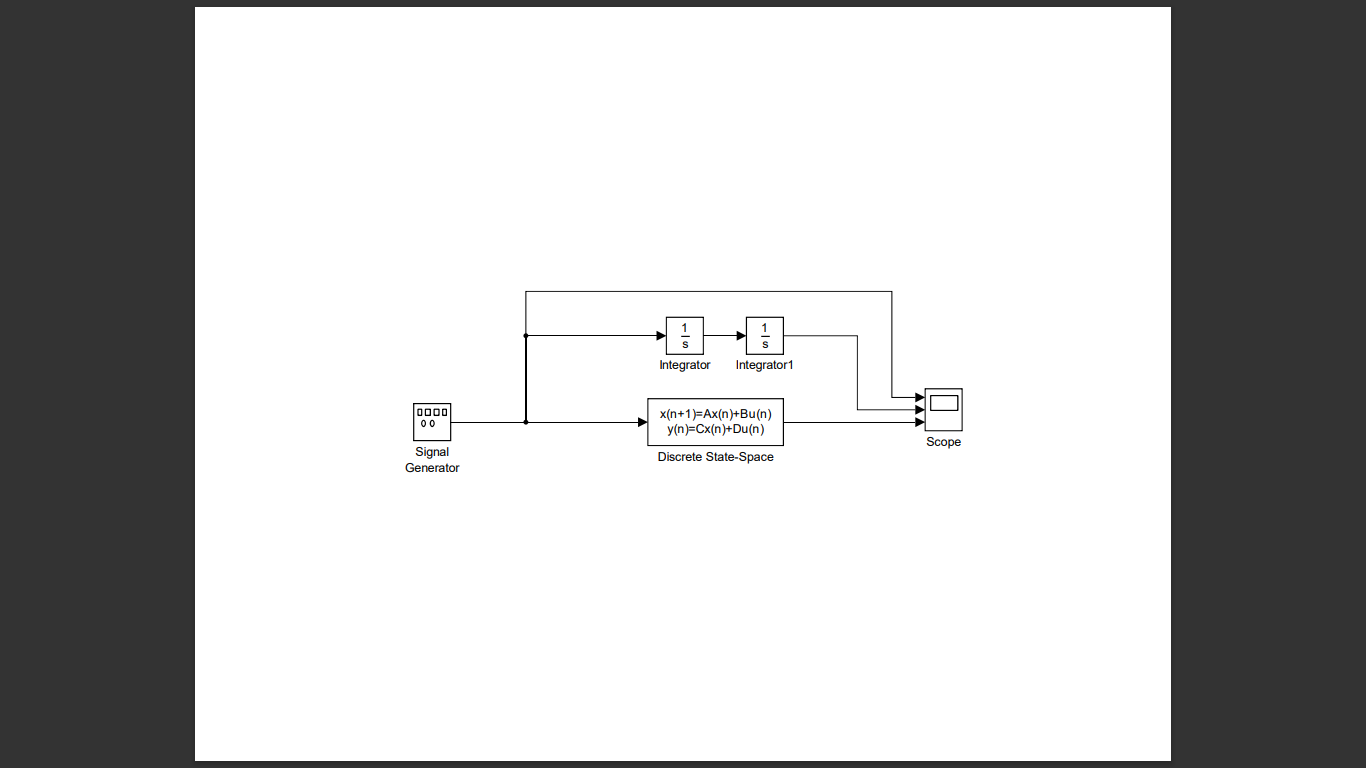 1
s
Integrator
1
s
Integrator1
x(n+1)=Ax(n)+Bu(n)
y(n)=Cx(n)+Du(n)
Discrete State-Space
Signal
Generator
Scope